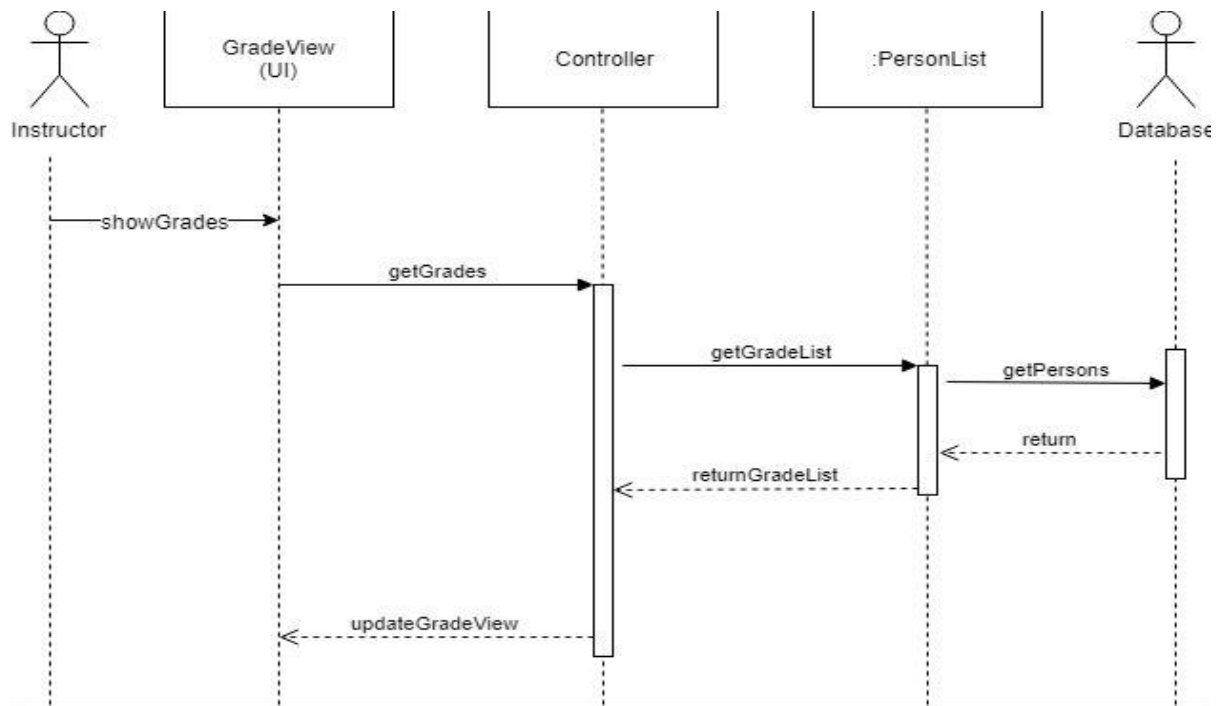 GradeView
(UI)
Controller
:PersonList
Instructor
Database
showGrades
getGrades
getGradeList
getPersons
return
returnGradeList
updateGradeView